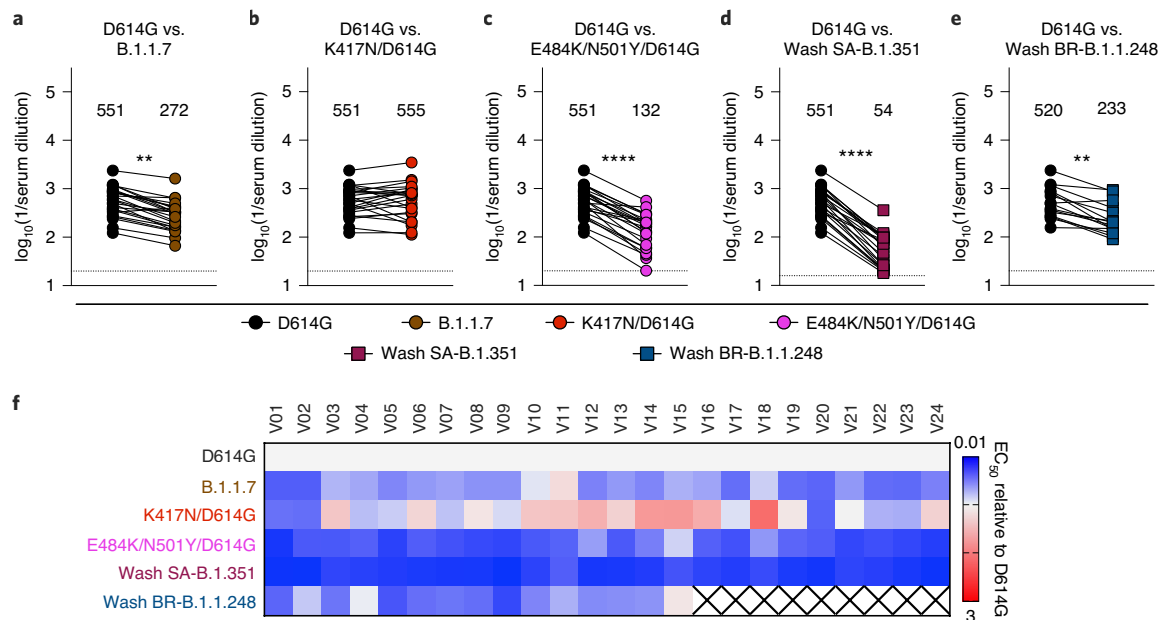 a
D614G vs.
B.1.1.7
b
D614G vs.
K417N/D614G
c
D614G vs.
E484K/N501Y/D614G
d
D614G vs.
Wash SA-B.1.351
e
D614G vs.
Wash BR-B.1.1.248
log10(1/serum dilution)
5
4
3
2
1
551 272
**
log10(1/serum dilution)
5
4
3
2
1
551 555
log10(1/serum dilution)
5
4
3
2
1
551 132
****
log10(1/serum dilution)
5
4
3
2
1
551 54
****
log10(1/serum dilution)
5
4
3
2
1
520 233
**
D614G B.1.1.7 K417N/D614G E484K/N501Y/D614G
Wash SA-B.1.351 Wash BR-B.1.1.248
f
V01 V02 V03 V04 V05 V06 V07 V08 V09 V10 V11 V12 V13 V14 V15 V16 V17 V18 V19 V20 V21 V22 V23 V24
D614G
B.1.1.7
K417N/D614G
E484K/N501Y/D614G
Wash SA-B.1.351
Wash BR-B.1.1.248
0.01
3
EC50 relative to D614G